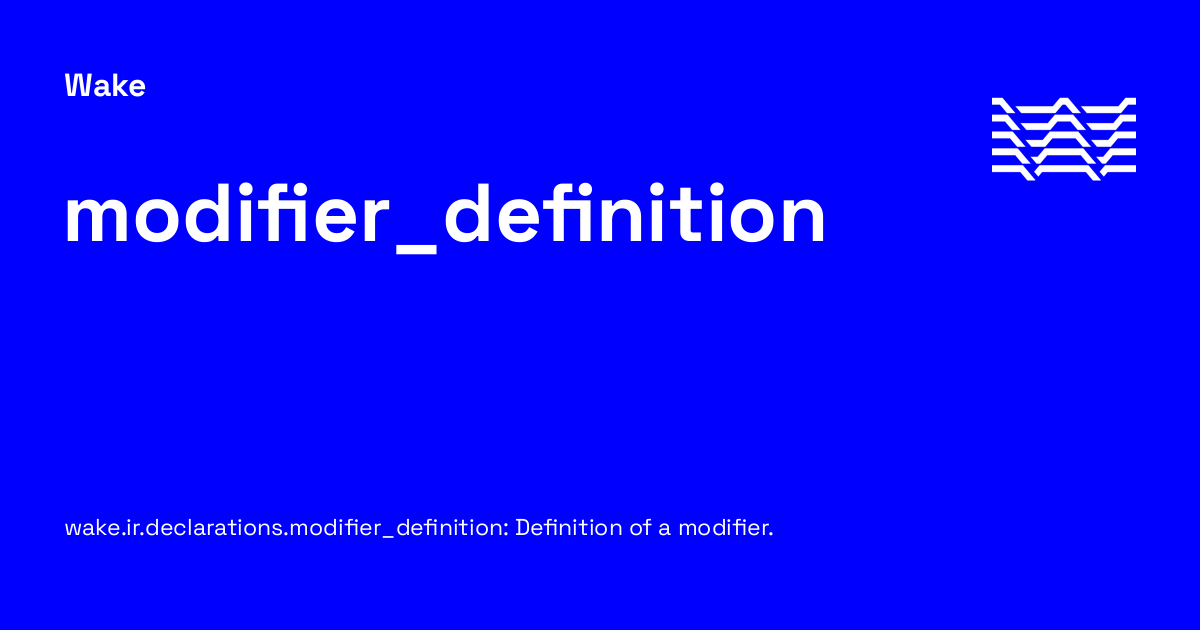 Wake
modifier_definition
wake.ir.declarations.modifier_definition: Definition of a modifier.